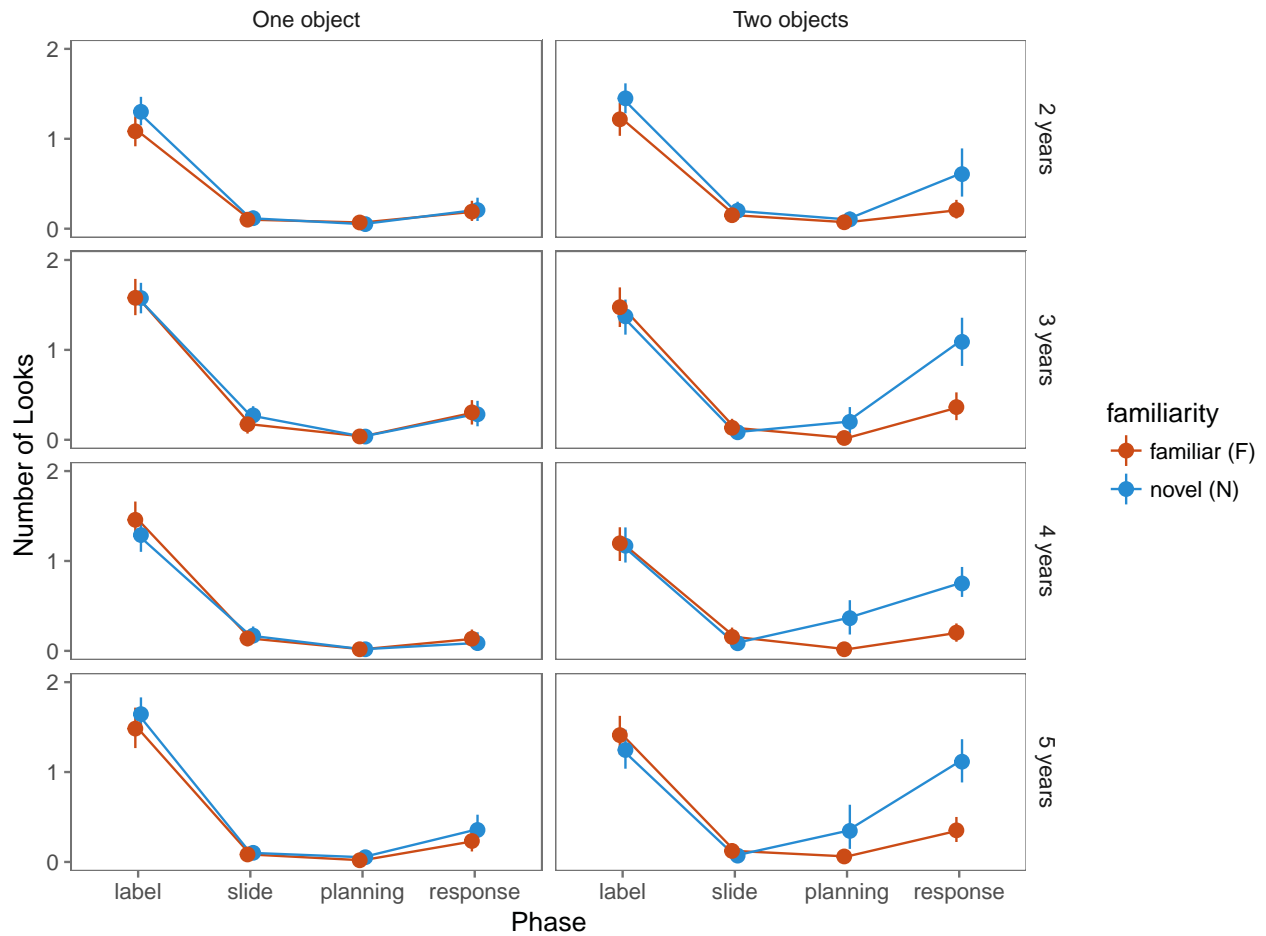 One object
Two objects
2
1
0
2 years
2
1
0
3 years
2
1
0
4 years
2
1
0
5 years
Number of Looks
label slide planning response
label slide planning response
Phase
familiarity
familiar (F)
novel (N)